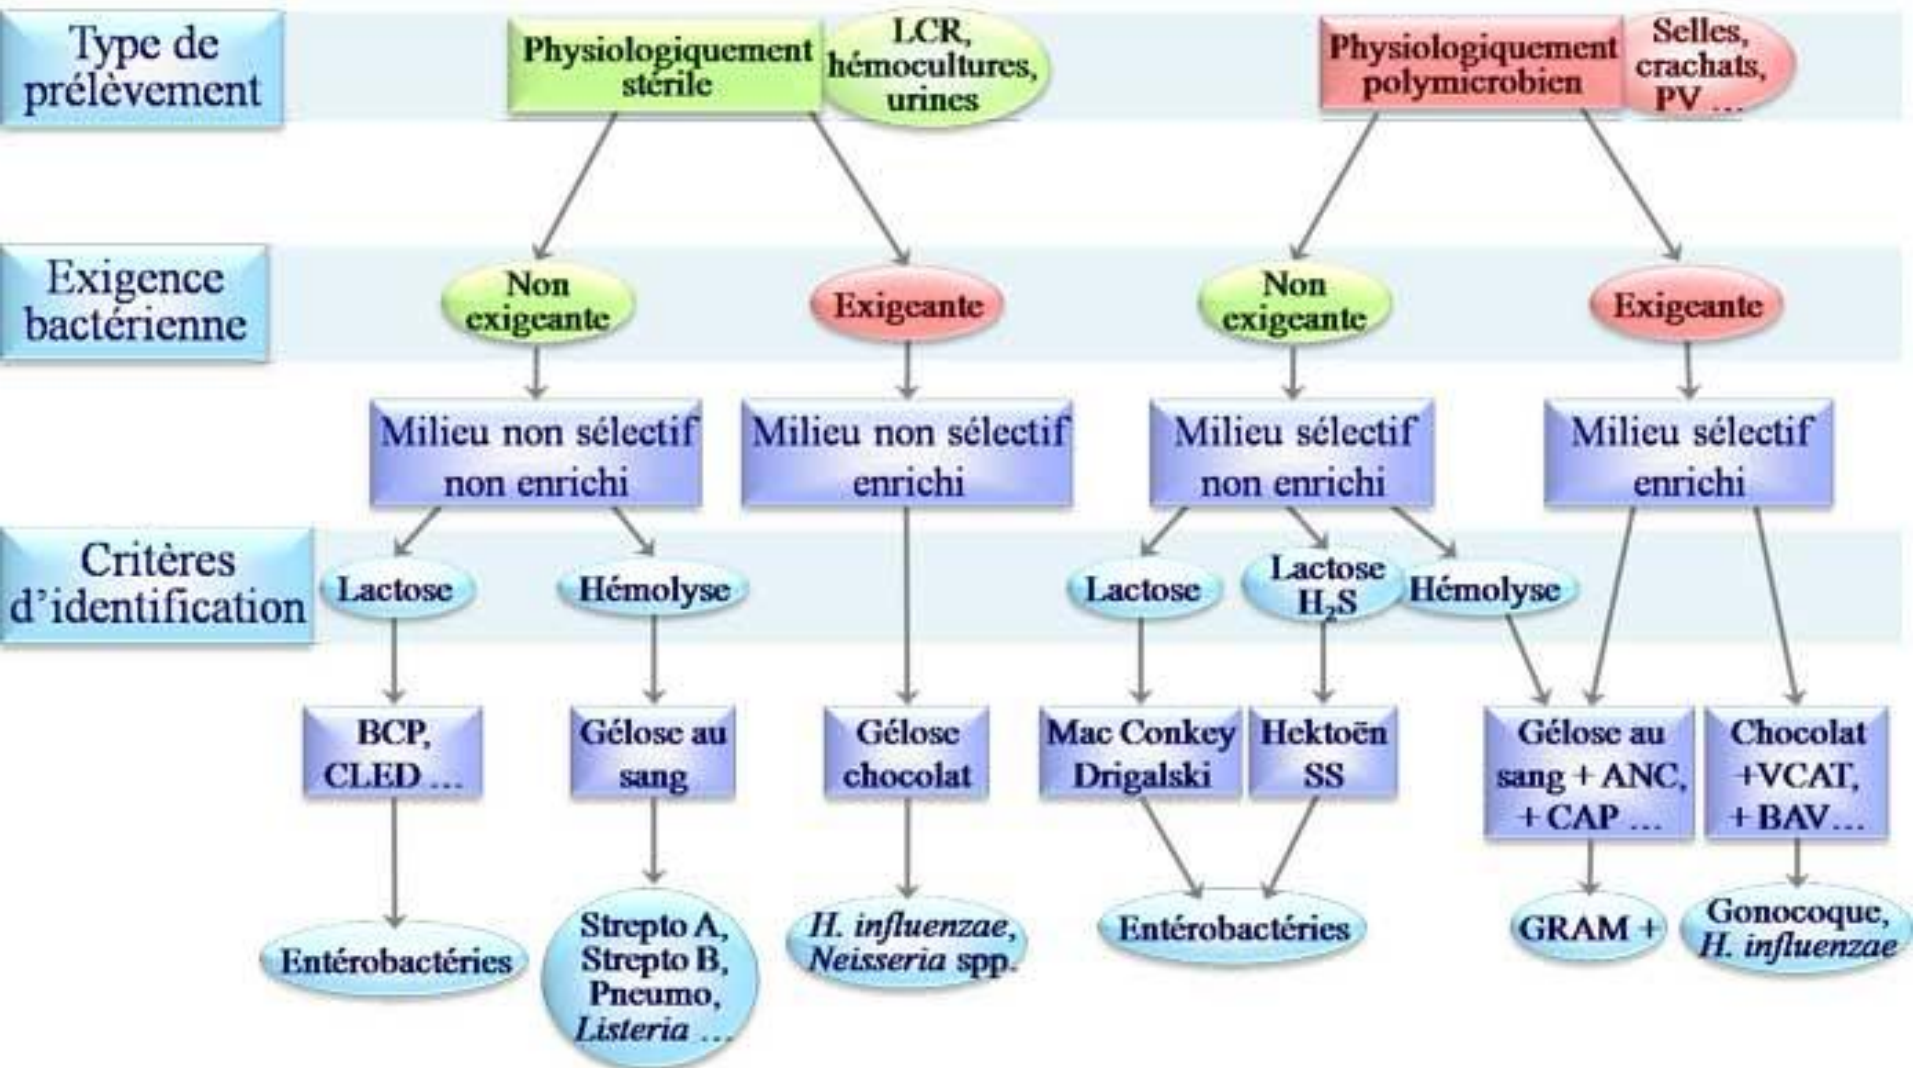 Type de
prélèvement
Physiologiquement
stérile
LCR,
hémocultures,
urines
Physiologiquement
polymicrobien
Selles,
crachats,
PV ...
Exigence
bactérienne
Non
exigeante
Exigeante
Non
exigeante
Exigeante
Milieu non sélectif
non enrichi
Milieu non sélectif
enrichi
Milieu sélectif
non enrichi
Milieu sélectif
enrichi
Critères
d'identification
Lactose
Hémolyse
Lactose
Lactose
H₂S
Hémolyse
BCP,
CLED ...
Gélose au
sang
Gélose
chocolat
Mac Conkey
Drigalski
Hektoën
SS
Gélose au
sang + ANC,
+ CAP ...
Chocolat
+VCAT,
+ BAV...
Entérobactéries
Strepto A,
Strepto B,
Pneumo,
Listeria ...
H. influenzae,
Neisseria spp.
Entérobactéries
GRAM +
Gonocoque,
H. influenzae